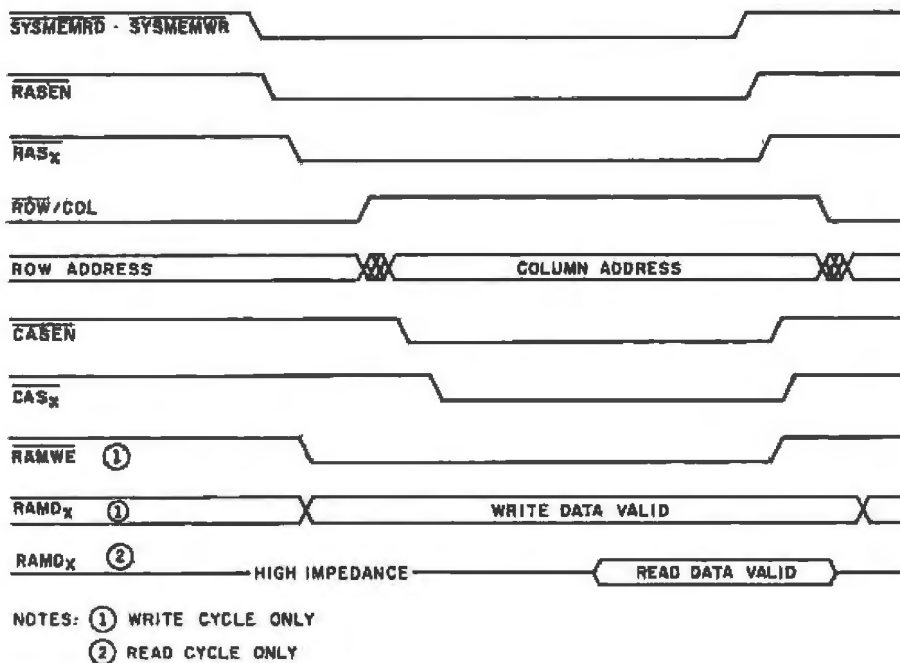 SYSMEMRD · SYSMEMWR
RASEN
RASx
ROW/COL
ROW ADDRESS COLUMN ADDRESS
CASEN
CASx
RAMWE ①
RAMDx ① WRITE DATA VALID
RAMDx ② HIGH IMPEDANCE READ DATA VALID
NOTES: ① WRITE CYCLE ONLY
② READ CYCLE ONLY